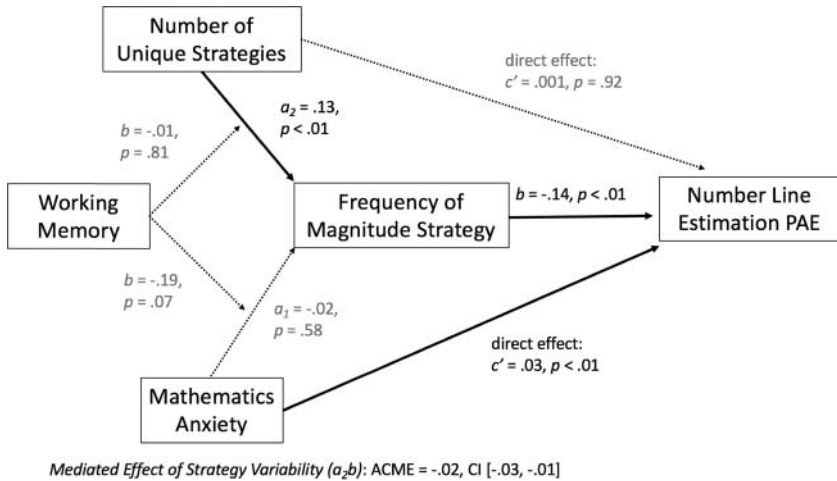 Number of
Unique Strategies
direct effect:
c′ = .001, p = .92
a₂ = .13,
p < .01
b = -.01,
p = .81
Working
Memory
Frequency of
Magnitude Strategy
b = -.14, p < .01
Number Line
Estimation PAE
b = -.19,
p = .07
a₁ = -.02,
p = .58
direct effect:
c′ = .03, p < .01
Mathematics
Anxiety
Mediated Effect of Strategy Variability (a₂b): ACME = -.02, CI [-.03, -.01]